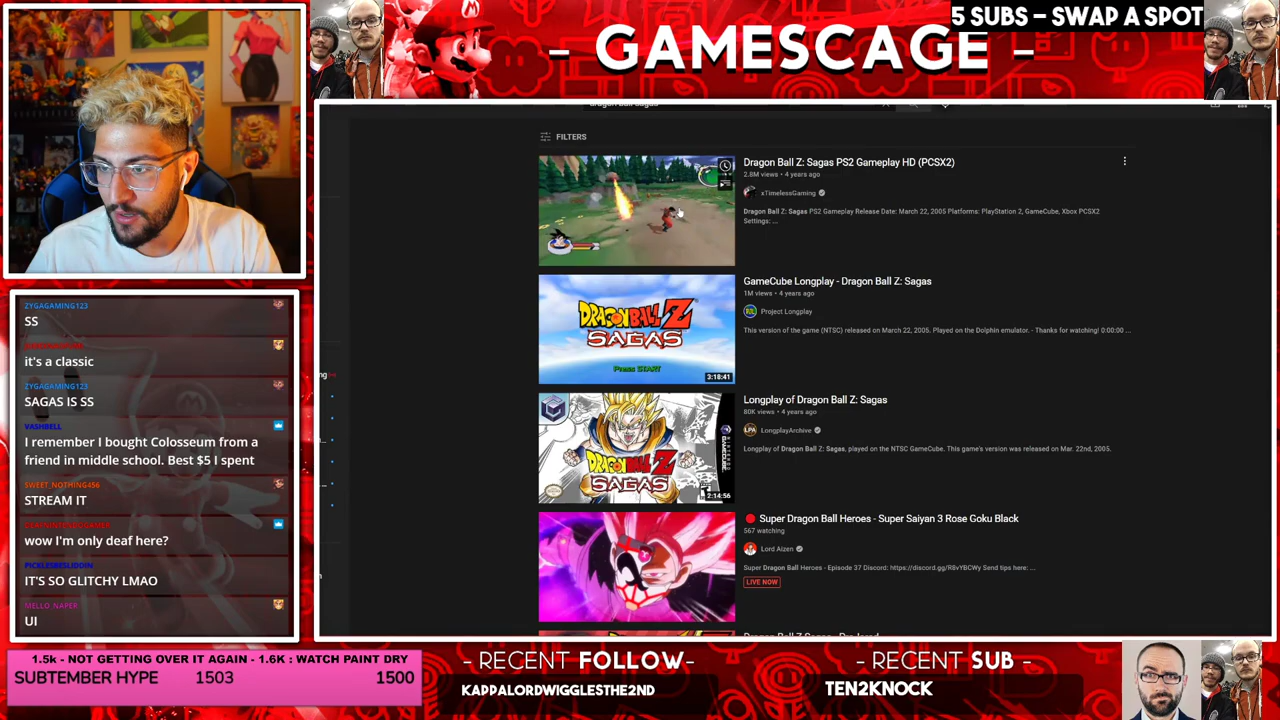 5 SUBS – SWAP A SPOT
- GAMESCAGE -
FILTERS
Dragon Ball Z: Sagas PS2 Gameplay HD (PCSX2)
2.8M views • 4 years ago
xTimelessGaming
Dragon Ball Z: Sagas PS2 Gameplay Release Date: March 22, 2005 Platforms: PlayStation 2, GameCube, Xbox PCSX2
Settings: ...
DRAGON BALL Z
SAGAS
Press START
3:18:41
GameCube Longplay - Dragon Ball Z: Sagas
1M views • 4 years ago
Project Longplay
This version of the game (NTSC) released on March 22, 2005. Played on the Dolphin emulator. - Thanks for watching! 0:00:00 ...
DRAGON BALL Z
SAGAS
2:14:56
Longplay of Dragon Ball Z: Sagas
80K views • 4 years ago
LPA
LongplayArchive
Longplay of Dragon Ball Z: Sagas, played on the NTSC GameCube. This game's version was released on Mar. 22nd, 2005.
Super Dragon Ball Heroes - Super Saiyan 3 Rose Goku Black
567 watching
Lord Aizen
Super Dragon Ball Heroes - Episode 37 Discord: https://discord.gg/R8vYBCWy Send tips here: ...
LIVE NOW
ZYGAGAMING123
SS
it's a classic
ZYGAGAMING123
SAGAS IS SS
VASHBELL
I remember I bought Colosseum from a
friend in middle school. Best $5 I spent
SWEET_NOTHING456
STREAM IT
DEAFNINTENDOGAMER
wow I'm only deaf here?
IT'S SO GLITCHY LMAO
MELLO_NAPER
UI
1.5k - NOT GETTING OVER IT AGAIN - 1.6K : WATCH PAINT DRY
SUBTEMBER HYPE 1503 1500
- RECENT FOLLOW-
KAPPALORDWIGGLESTHE2ND
- RECENT SUB -
TEN2KNOCK